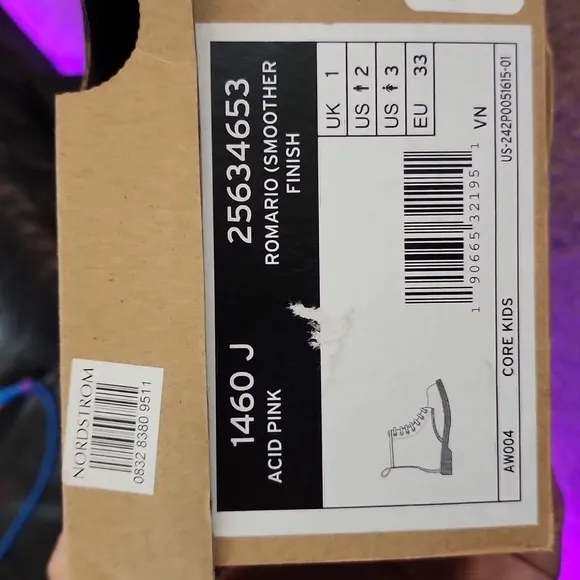 1460 J
25634653
ACID PINK
ROMARIO (SMOOTHER
FINISH
UK 1
US 2
US 3
EU 33
1 90665 32195 1
VN
AW004
CORE KIDS
US-242P0051615-01
NORDSTROM
0832 8380 9511